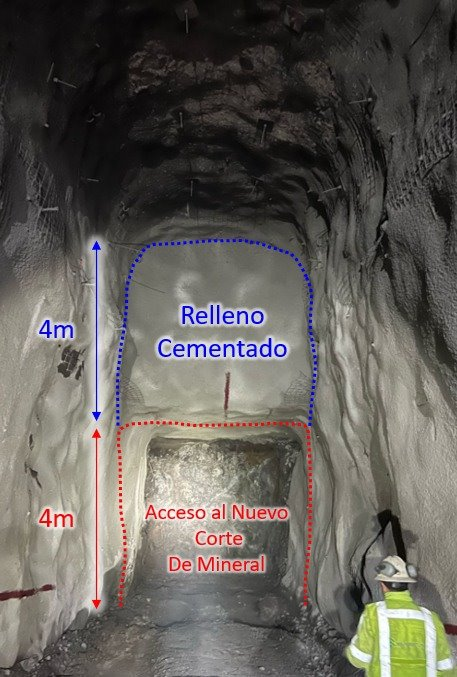 4m
Relleno
Cementado
4m
Acceso al Nuevo
Corte
De Mineral